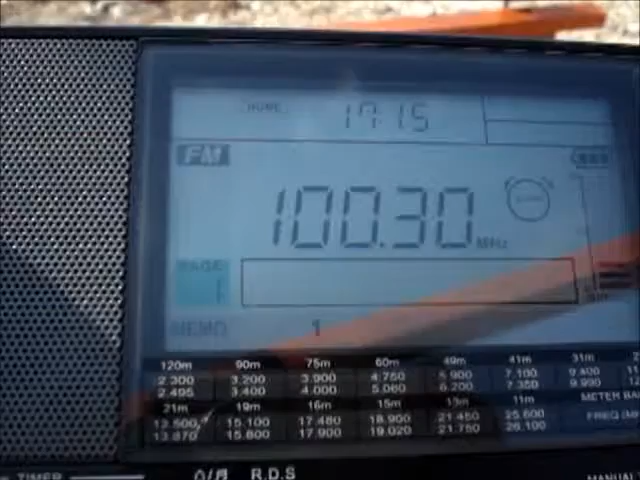 HOME 17:15
FM
100.30 MHz
PAGE
1
MEMO 1
120m 90m 75m 60m 49m 41m 31m
2.300 3.200 3.900 4.750 5.900 7.100 9.400
2.495 3.400 4.000 5.060 6.200 7.350 9.990 METER BA
21m 19m 16m 15m 13m 11m
13.500 15.100 17.480 18.900 21.450 25.600 FREQ
13.870 15.800 17.900 19.020 21.750 26.100
TIMER R.D.S MANUAL